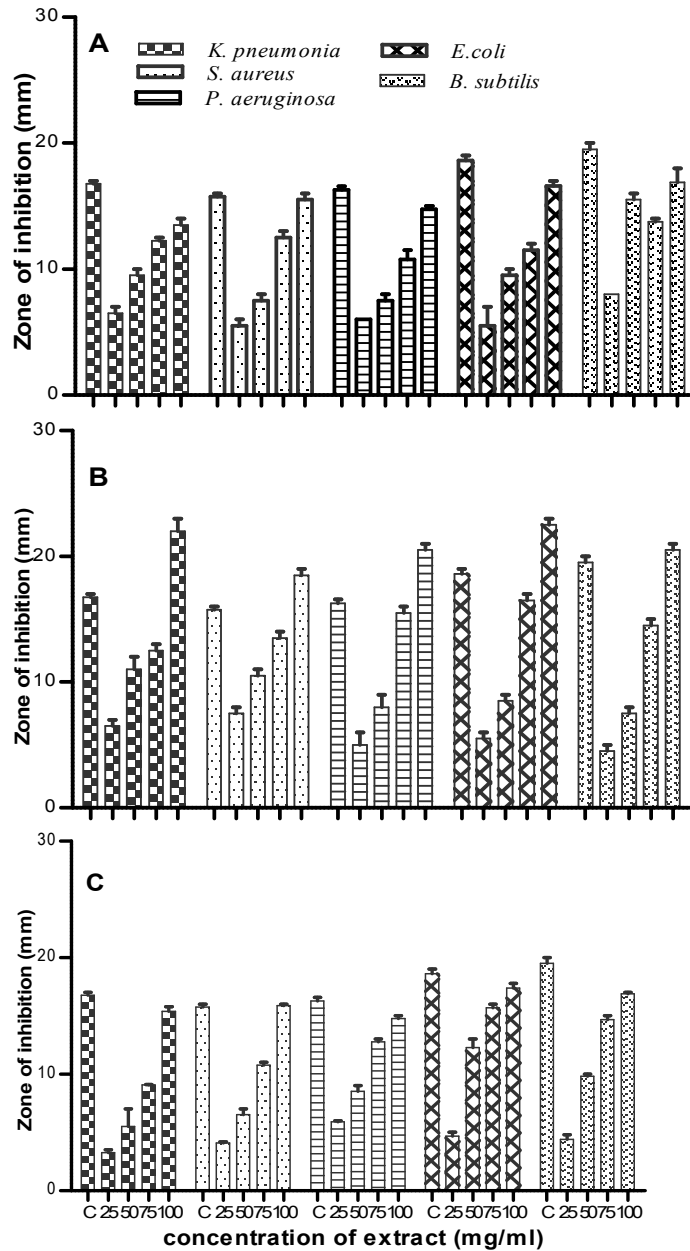 30
A
K. pneumonia
E.coli
S. aureus
B. subtilis
P. aeruginosa
20
10
0
Zone of inhibition (mm)
30
B
20
10
0
Zone of inhibition (mm)
30
C
20
10
0
Zone of inhibition (mm)
C 25 50 75 100 C 25 50 75 100 C 25 50 75 100 C 25 50 75 100 C 25 50 75 100
concentration of extract (mg/ml)